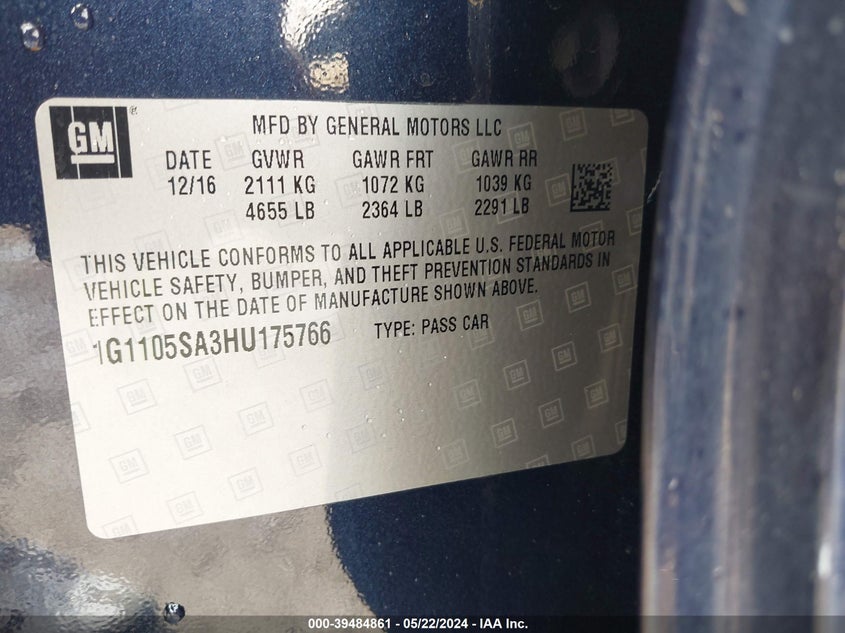 GM®
MFD BY GENERAL MOTORS LLC
DATE GVWR GAWR FRT GAWR RR
12/16 2111 KG 1072 KG 1039 KG
4655 LB 2364 LB 2291 LB
THIS VEHICLE CONFORMS TO ALL APPLICABLE U.S. FEDERAL MOTOR
VEHICLE SAFETY, BUMPER, AND THEFT PREVENTION STANDARDS IN
EFFECT ON THE DATE OF MANUFACTURE SHOWN ABOVE.
1G1105SA3HU175766 TYPE: PASS CAR
000-39484861 - 05/22/2024 - IAA Inc.